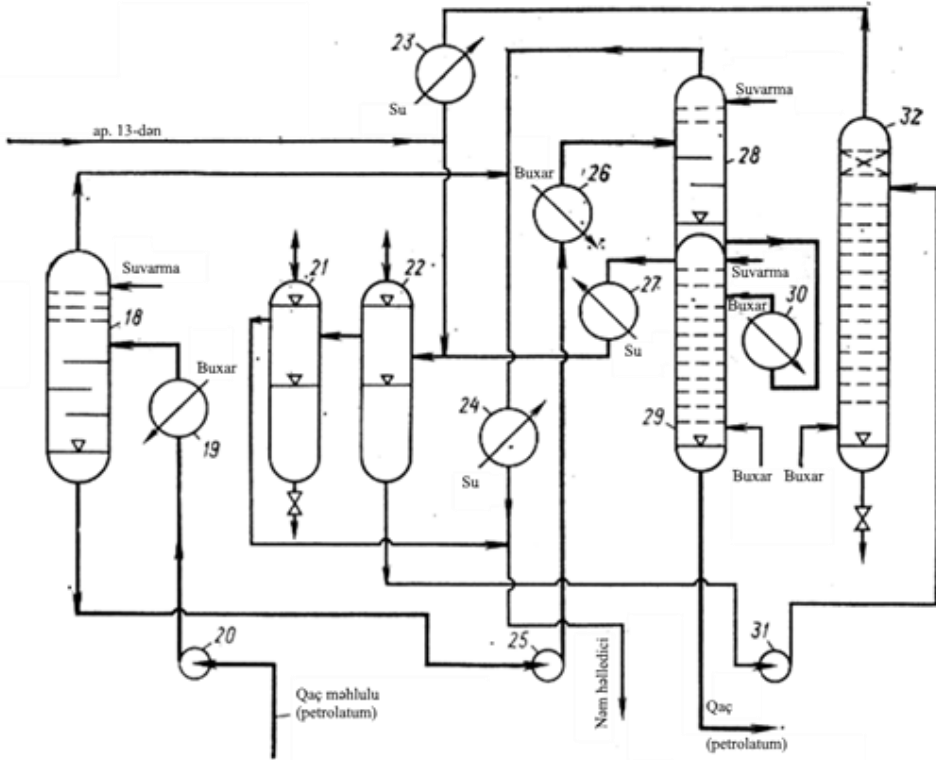 23
Su
ap. 13-dən
Suvarma
32
28
Buxar
26
Suvarma
21
22
Suvarma
18
27
Buxar
30
Buxar
Su
19
24
29
Su
Buxar
Buxar
20
25
31
Qaç məhlulu
(petrolatum)
Nəm həlledici
Qaç
(petrolatum)